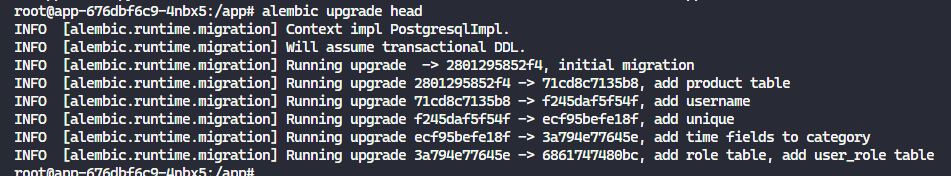 root@app-676dbf6c9-4nbx5:/app# alembic upgrade head
INFO  [alembic.runtime.migration] Context impl PostgresqlImpl.
INFO  [alembic.runtime.migration] Will assume transactional DDL.
INFO  [alembic.runtime.migration] Running upgrade  -> 2801295852f4, initial migration
INFO  [alembic.runtime.migration] Running upgrade 2801295852f4 -> 71cd8c7135b8, add product table
INFO  [alembic.runtime.migration] Running upgrade 71cd8c7135b8 -> f245daf5f54f, add username
INFO  [alembic.runtime.migration] Running upgrade f245daf5f54f -> ecf95befe18f, add unique
INFO  [alembic.runtime.migration] Running upgrade ecf95befe18f -> 3a794e77645e, add time fields to category
INFO  [alembic.runtime.migration] Running upgrade 3a794e77645e -> 6861747480bc, add role table, add user_role table
root@app-676dbf6c9-4nbx5:/app#